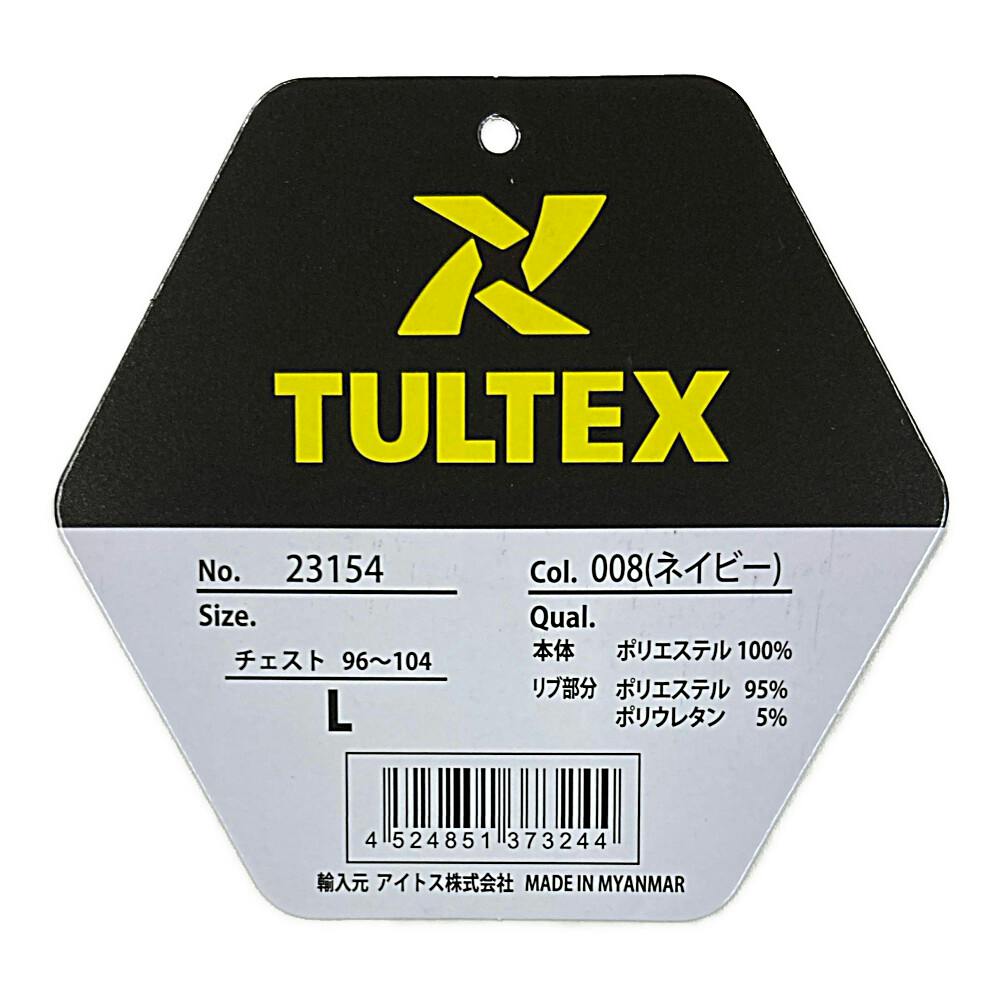 TULTEX
No. 23154
Col. 008(ネイビー)
Size.
チェスト 96〜104
L
Qual.
本体 ポリエステル 100%
リブ部分 ポリエステル 95%
ポリウレタン 5%
4 524851 373244
輸入元 アイトス株式会社 MADE IN MYANMAR